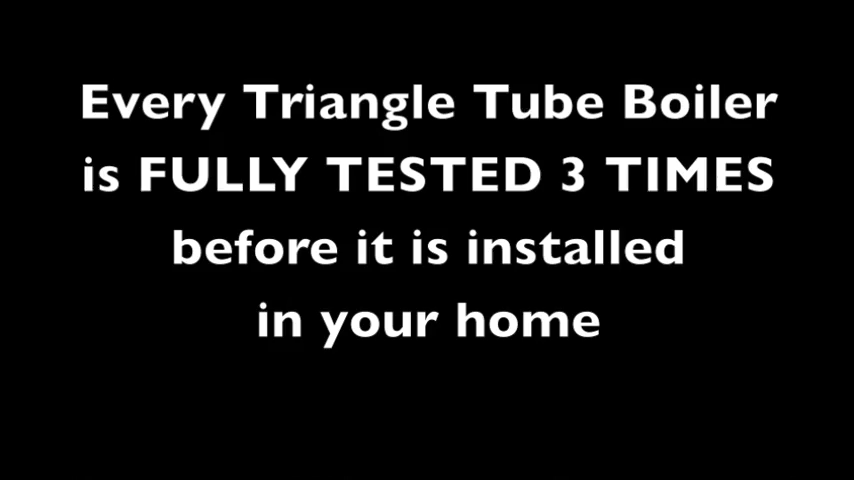 Every Triangle Tube Boiler
is FULLY TESTED 3 TIMES
before it is installed
in your home